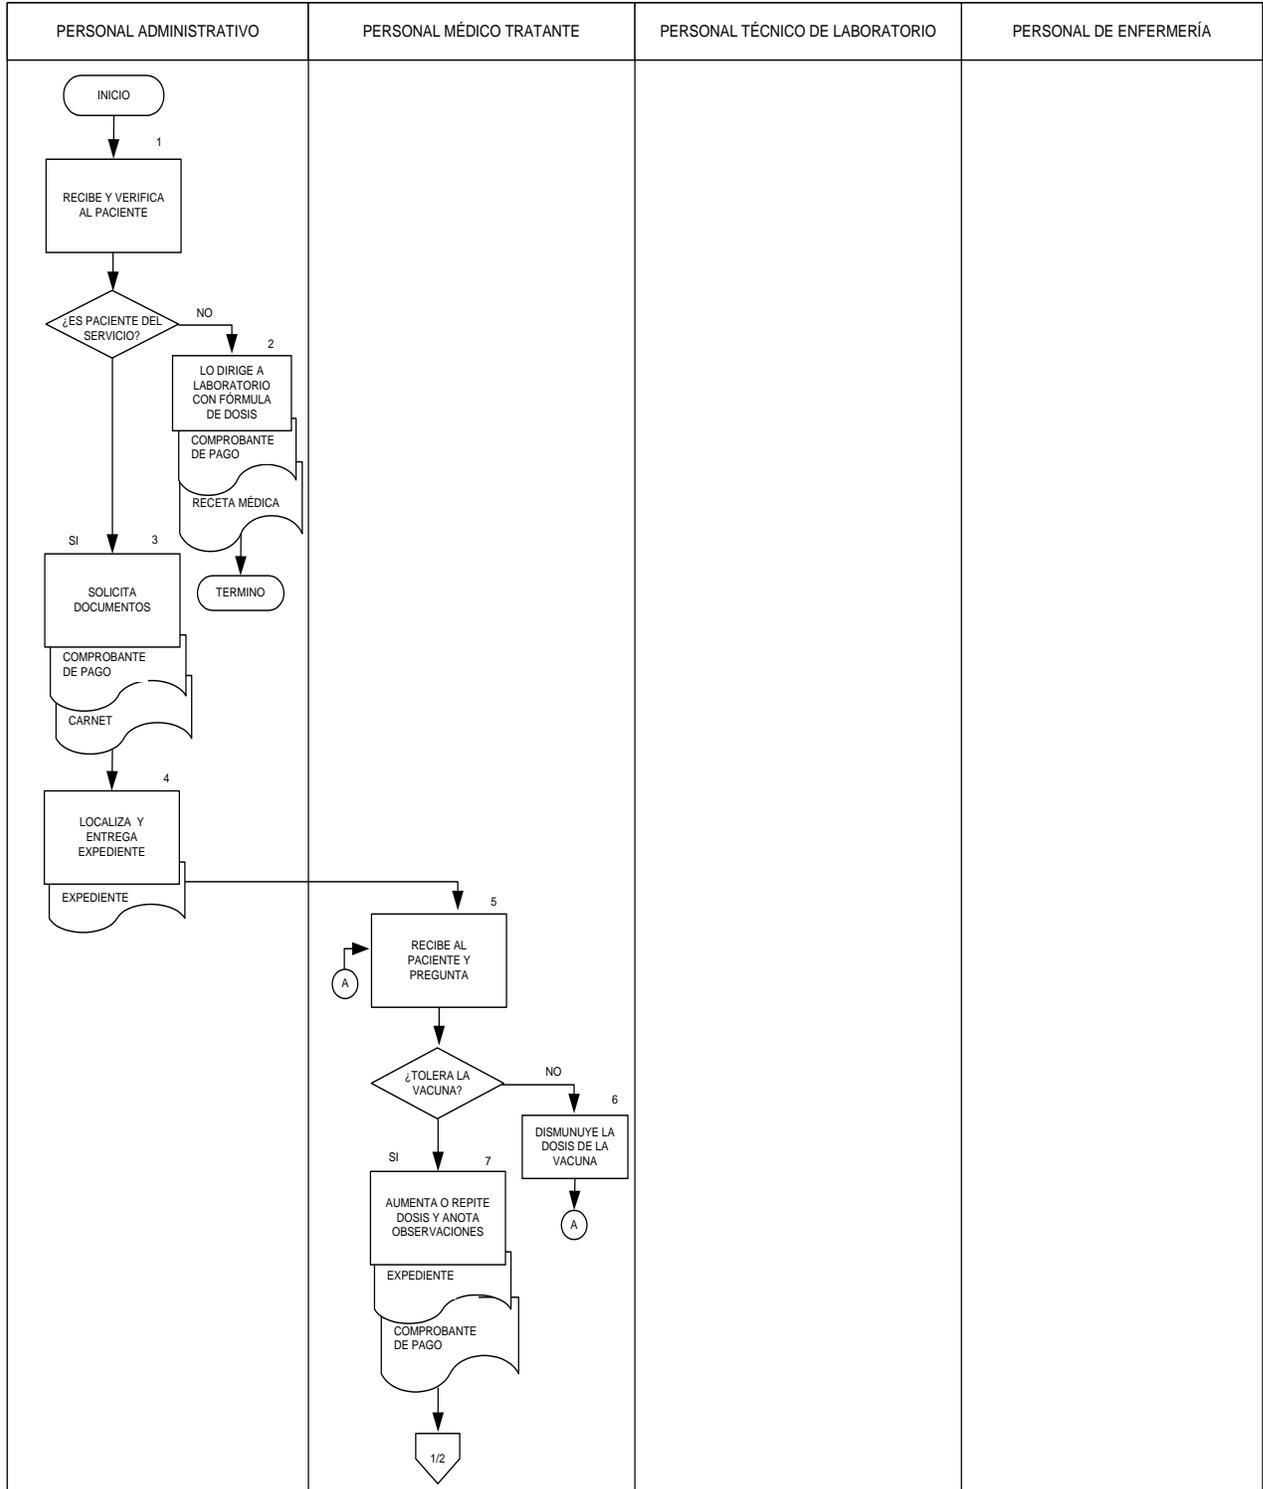 PERSONAL ADMINISTRATIVO
PERSONAL MÉDICO TRATANTE
PERSONAL TÉCNICO DE LABORATORIO
PERSONAL DE ENFERMERÍA
INICIO
1
RECIBE Y VERIFICA
AL PACIENTE
¿ES PACIENTE DEL
SERVICIO?
NO
2
LO DIRIGE A
LABORATORIO
CON FÓRMULA
DE DOSIS
COMPROBANTE
DE PAGO
RECETA MÉDICA
TERMINO
SI
3
SOLICITA
DOCUMENTOS
COMPROBANTE
DE PAGO
CARNET
4
LOCALIZA Y
ENTREGA
EXPEDIENTE
EXPEDIENTE
5
RECIBE AL
PACIENTE Y
PREGUNTA
A
¿TOLERA LA
VACUNA?
NO
6
DISMUNUYE LA
DOSIS DE LA
VACUNA
A
SI
7
AUMENTA O REPITE
DOSIS Y ANOTA
OBSERVACIONES
EXPEDIENTE
COMPROBANTE
DE PAGO
1/2